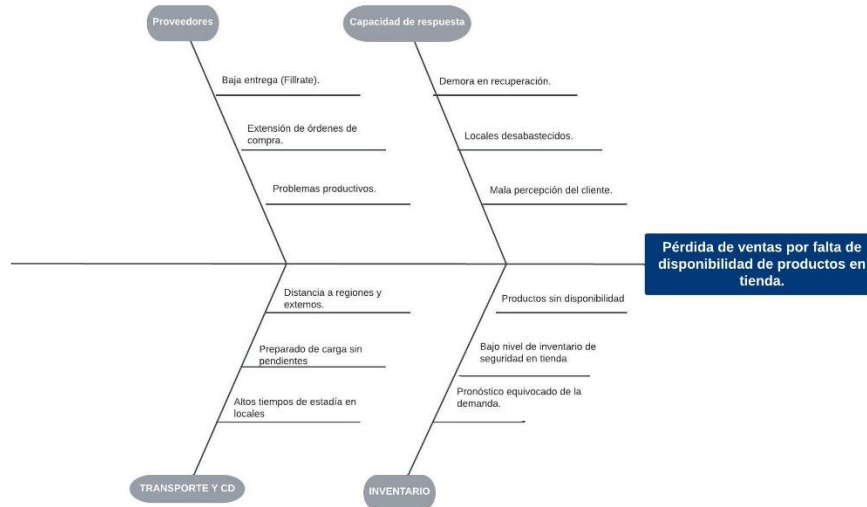 Proveedores
Capacidad de respuesta
Baja entrega (Fillrate).
Extensión de órdenes de
compra.
Problemas productivos.
Demora en recuperación.
Locales desabastecidos.
Mala percepción del cliente.
Pérdida de ventas por falta de
disponibilidad de productos en
tienda.
Distancia a regiones y
extemos.
Preparado de carga sin
pendientes
Altos tiempos de estadía en
locales
Productos sin disponibilidad
Bajo nivel de inventario de
seguridad en tienda
Pronóstico equivocado de la
demanda.
TRANSPORTE Y CD
INVENTARIO